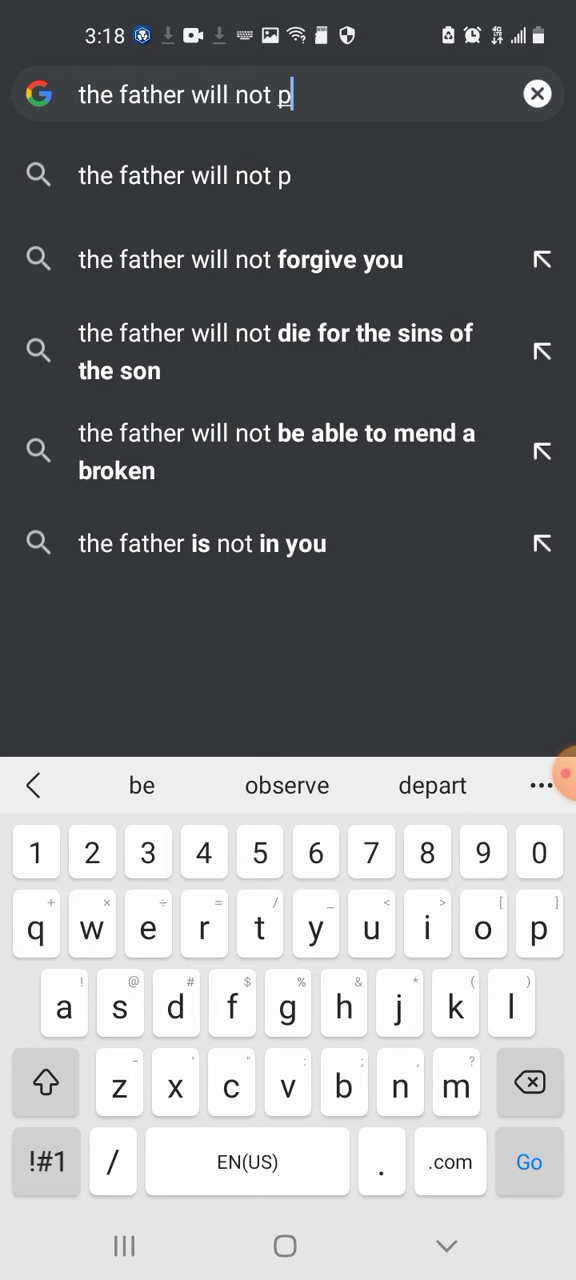 3:18
the father will not p
the father will not p
the father will not forgive you
the father will not die for the sins of
the son
the father will not be able to mend a
broken
the father is not in you
be observe depart
1 2 3 4 5 6 7 8 9 0
+ × ÷ = / _ < > [ ]
q w e r t y u i o p
! @ # $ % & * ( )
a s d f g h j k l
- ' " : ; , ?
z x c v b n m
!#1 / EN(US) . .com Go